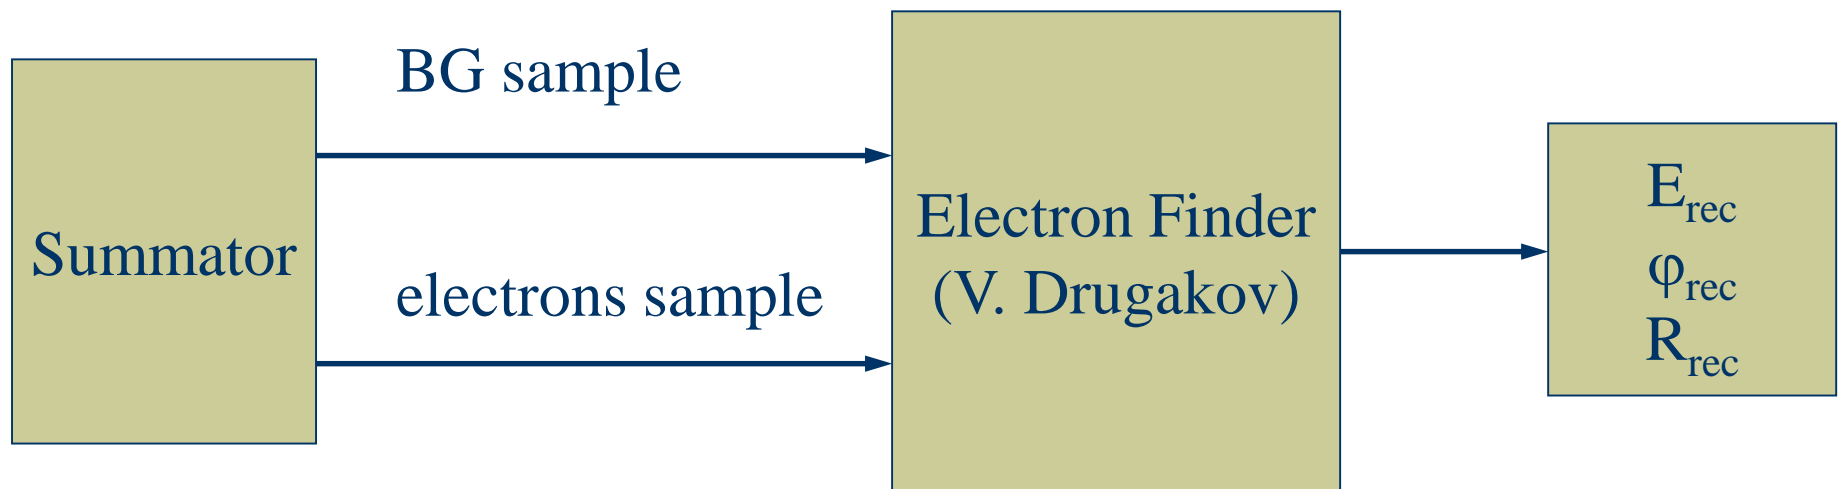 Summator
BG sample
electrons sample
Electron Finder
(V. Drugakov)
E_rec
φ_rec
R_rec